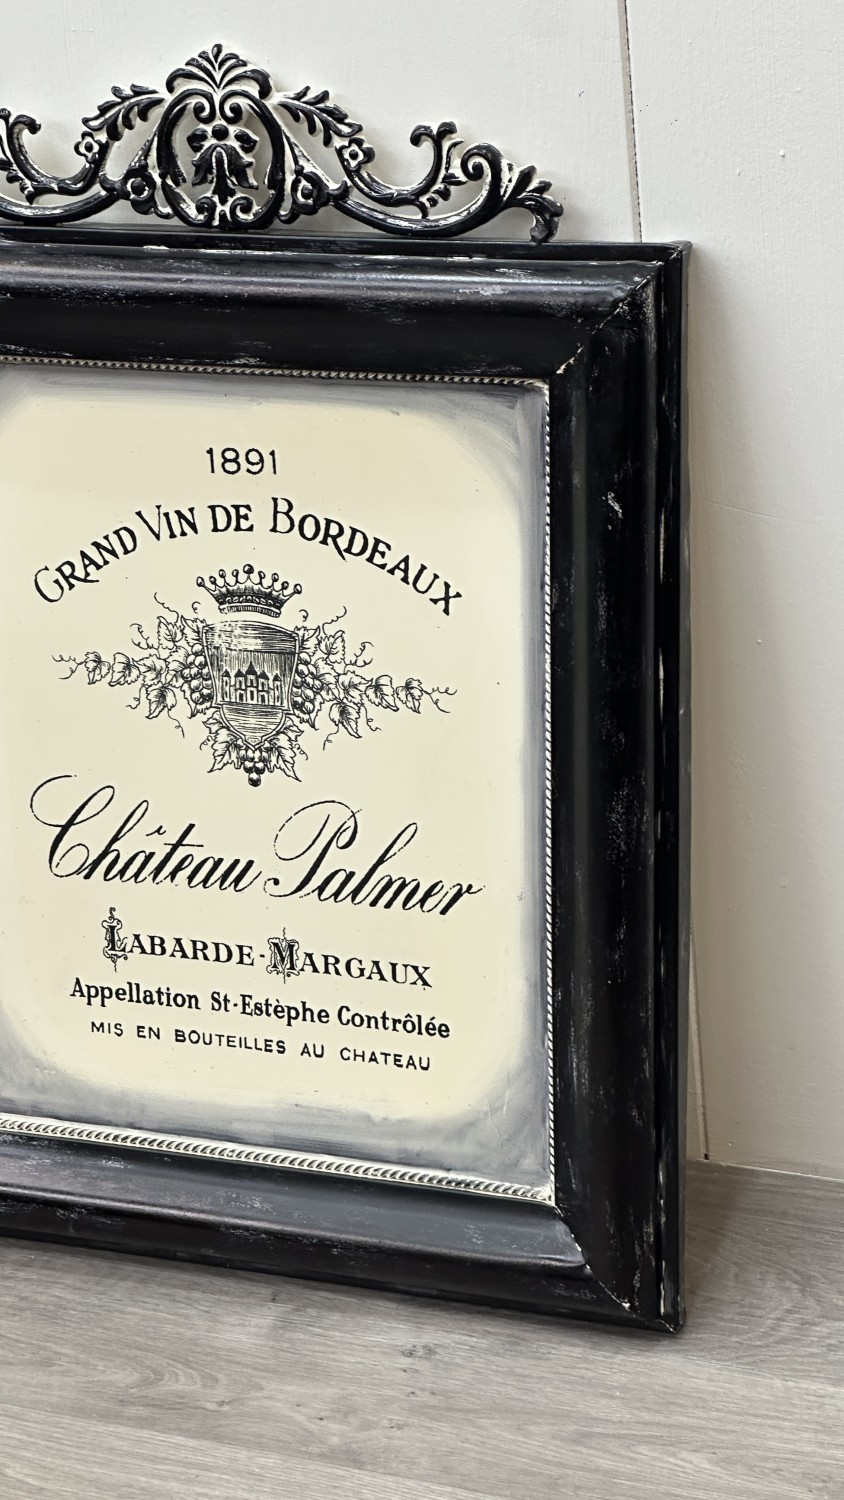 1891
GRAND VIN DE BORDEAUX
Château Palmer
LABARDE-MARGAUX
Appellation St-Estèphe Contrôlée
MIS EN BOUTEILLES AU CHATEAU